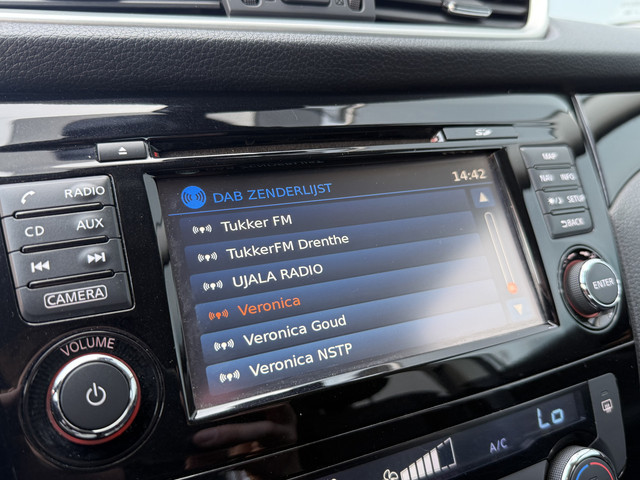 SD
MAP
NAV INFO
SETUP
BACK
ENTER
RADIO
CD AUX
CAMERA
VOLUME
DAB ZENDERLIJST 14:42
Tukker FM
TukkerFM Drenthe
UJALA RADIO
Veronica
Veronica Goud
Veronica NSTP
A/C Lo